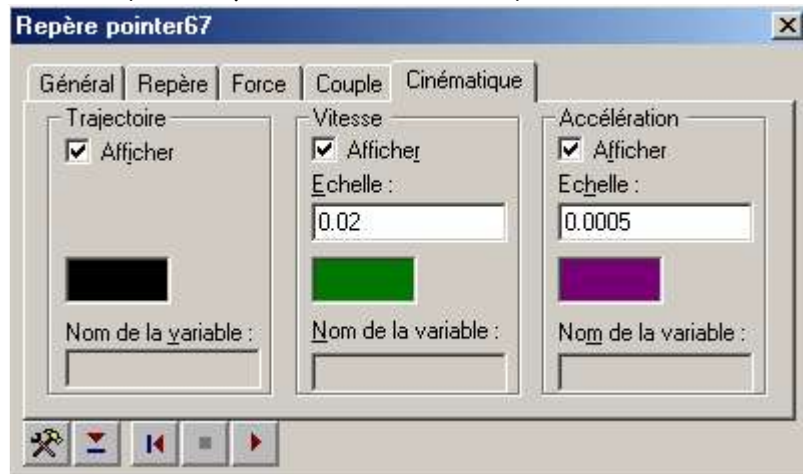 Repère pointer67
Général Repère Force Couple Cinématique
Trajectoire
Afficher
Nom de la variable :
Vitesse
Afficher
Echelle :
0.02
Nom de la variable :
Accélération
Afficher
Echelle :
0.0005
Nom de la variable :